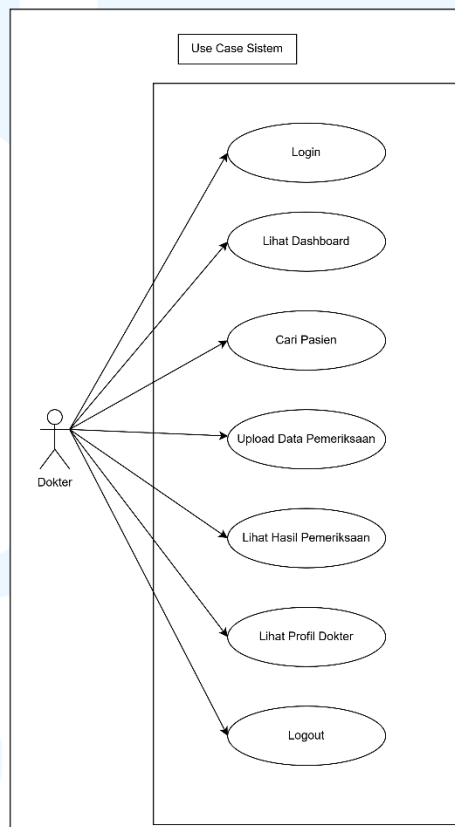 Use Case Sistem
Login
Lihat Dashboard
Cari Pasien
Upload Data Pemeriksaan
Dokter
Lihat Hasil Pemeriksaan
Lihat Profil Dokter
Logout